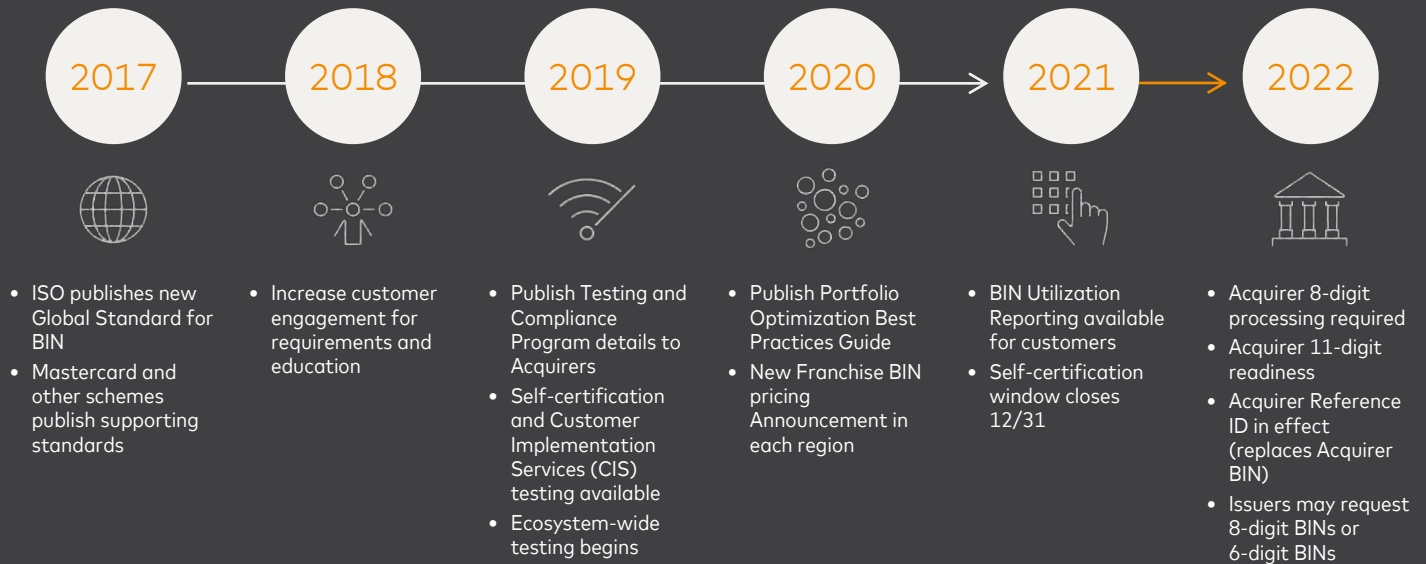 2017
2018
2019
2020
2021
2022
• ISO publishes new
Global Standard for
BIN
• Mastercard and
other schemes
publish supporting
standards
• Increase customer
engagement for
requirements and
education
• Publish Testing and
Compliance
Program details to
Acquirers
• Self-certification
and Customer
Implementation
Services (CIS)
testing available
• Ecosystem-wide
testing begins
• Publish Portfolio
Optimization Best
Practices Guide
• New Franchise BIN
pricing
Announcement in
each region
• BIN Utilization
Reporting available
for customers
• Self-certification
window closes
12/31
• Acquirer 8-digit
processing required
• Acquirer 11-digit
readiness
• Acquirer Reference
ID in effect
(replaces Acquirer
BIN)
• Issuers may request
8-digit BINs or
6-digit BINs